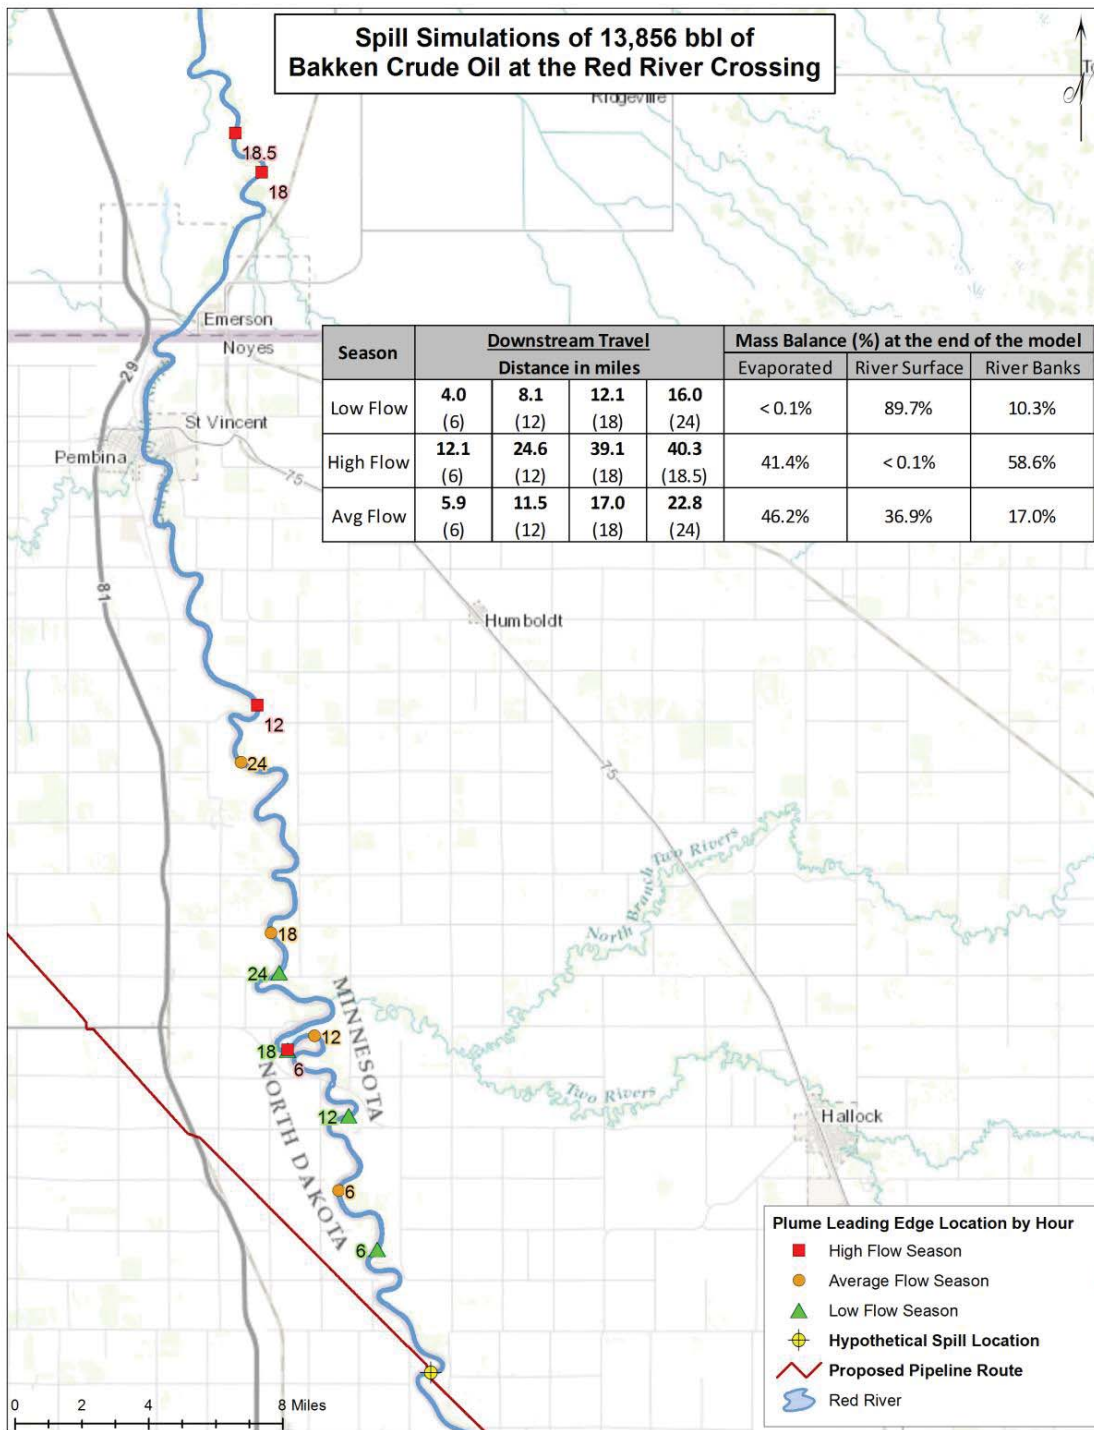 Spill Simulations of 13,856 bbl of
Bakken Crude Oil at the Red River Crossing
Ridgeville
To
N
18.5
18
Emerson
Noyes
29
St Vincent
Pembina
75
Season Downstream Travel Mass Balance (%) at the end of the model
Distance in miles Evaporated River Surface River Banks
Low Flow 4.0 8.1 12.1 16.0 < 0.1% 89.7% 10.3%
(6) (12) (18) (24)
High Flow 12.1 24.6 39.1 40.3 41.4% < 0.1% 58.6%
(6) (12) (18) (18.5)
Avg Flow 5.9 11.5 17.0 22.8 46.2% 36.9% 17.0%
(6) (12) (18) (24)
81
Humboldt
12
24
75
North Branch Two Rivers
18
24
MINNESOTA
12
18
6
NORTH DAKOTA
Two Rivers
12
Hallock
6
6
Plume Leading Edge Location by Hour
High Flow Season
Average Flow Season
Low Flow Season
Hypothetical Spill Location
Proposed Pipeline Route
Red River
0 2 4 8 Miles